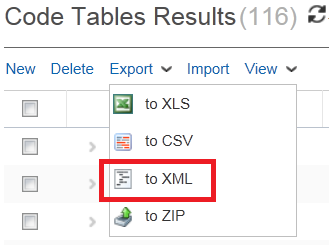 Code Tables Results (116)
New Delete Export Import View
to XLS
to CSV
to XML
to ZIP